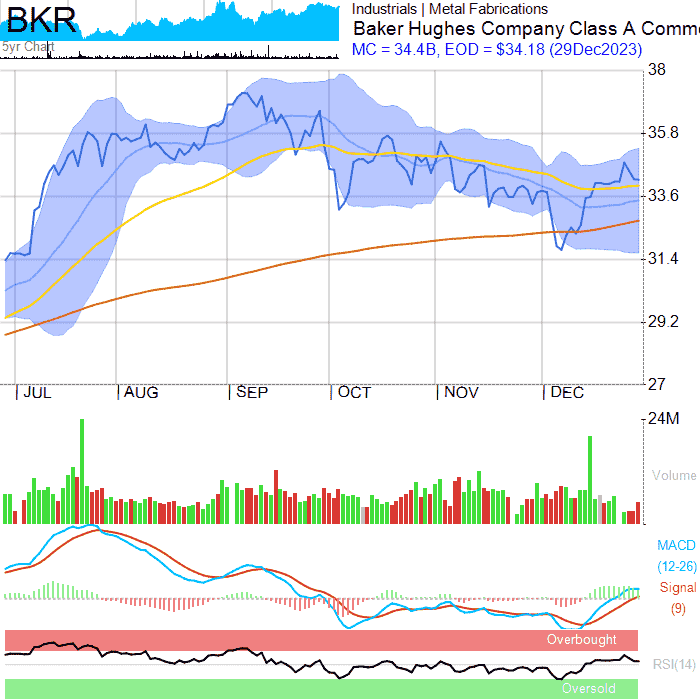 BKR
5yr Chart
Industrials | Metal Fabrications
Baker Hughes Company Class A Comm
MC = 34.4B, EOD = $34.18 (29Dec2023)
38
35.8
33.6
31.4
29.2
27
JUL AUG SEP OCT NOV DEC
24M
Volume
MACD
(12-26)
Signal
(9)
Overbought
RSI(14)
Oversold